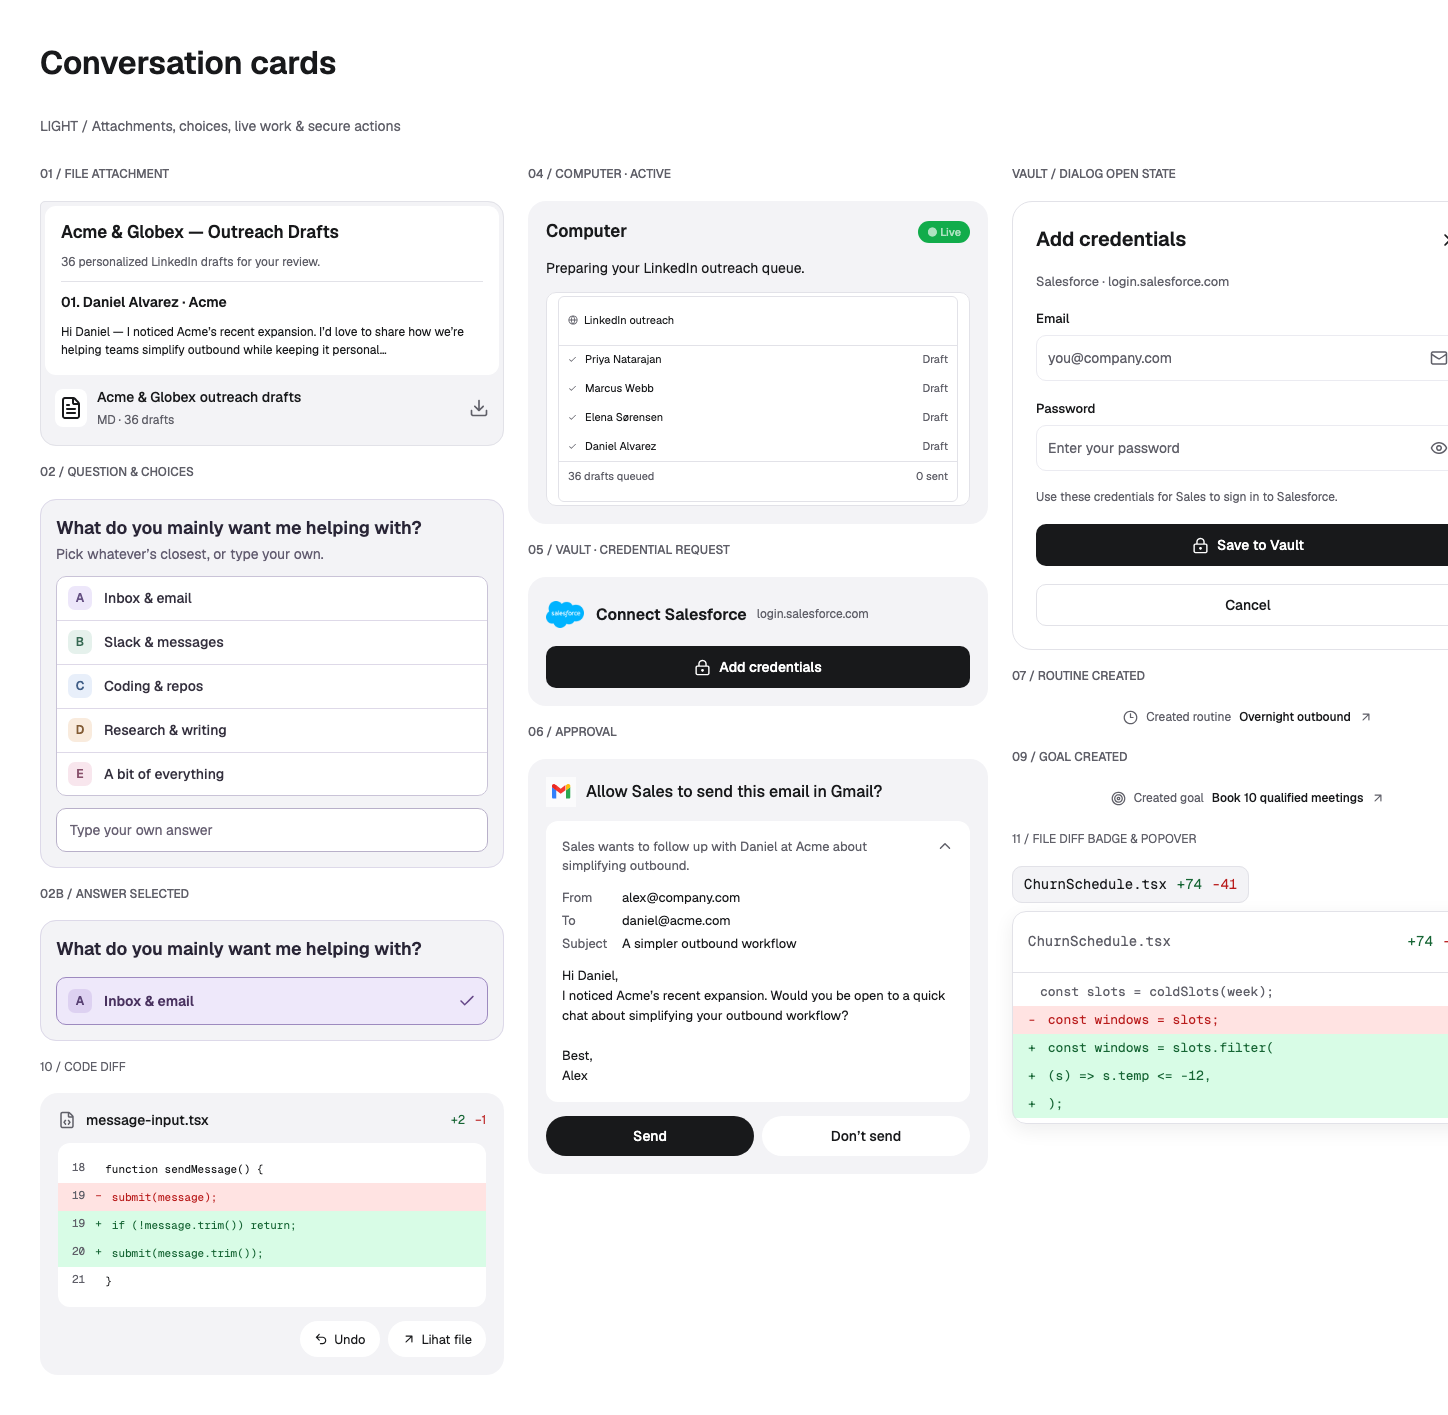 Conversation cards
LIGHT / Attachments, choices, live work & secure actions
01 / FILE ATTACHMENT
Acme & Globex — Outreach Drafts
36 personalized LinkedIn drafts for your review.
01. Daniel Alvarez · Acme
Hi Daniel — I noticed Acme's recent expansion. I'd love to share how we're
helping teams simplify outbound while keeping it personal…
Acme & Globex outreach drafts
MD · 36 drafts
02 / QUESTION & CHOICES
What do you mainly want me helping with?
Pick whatever's closest, or type your own.
A Inbox & email
B Slack & messages
C Coding & repos
D Research & writing
E A bit of everything
Type your own answer
02B / ANSWER SELECTED
What do you mainly want me helping with?
A Inbox & email
10 / CODE DIFF
message-input.tsx +2 −1
18 function sendMessage() {
19 − submit(message);
19 + if (!message.trim()) return;
20 + submit(message.trim());
21 }
Undo
Lihat file
04 / COMPUTER · ACTIVE
Computer
Live
Preparing your LinkedIn outreach queue.
LinkedIn outreach
Priya Natarajan Draft
Marcus Webb Draft
Elena Sørensen Draft
Daniel Alvarez Draft
36 drafts queued 0 sent
05 / VAULT · CREDENTIAL REQUEST
salesforce
Connect Salesforce login.salesforce.com
Add credentials
06 / APPROVAL
Allow Sales to send this email in Gmail?
Sales wants to follow up with Daniel at Acme about
simplifying outbound.
From alex@company.com
To daniel@acme.com
Subject A simpler outbound workflow
Hi Daniel,
I noticed Acme's recent expansion. Would you be open to a quick
chat about simplifying your outbound workflow?
Best,
Alex
Send
Don't send
VAULT / DIALOG OPEN STATE
Add credentials
Salesforce · login.salesforce.com
Email
you@company.com
Password
Enter your password
Use these credentials for Sales to sign in to Salesforce.
Save to Vault
Cancel
07 / ROUTINE CREATED
Created routine Overnight outbound
09 / GOAL CREATED
Created goal Book 10 qualified meetings
11 / FILE DIFF BADGE & POPOVER
ChurnSchedule.tsx +74 −41
ChurnSchedule.tsx +74 −
const slots = coldSlots(week);
− const windows = slots;
+ const windows = slots.filter(
+ (s) => s.temp <= −12,
+ );